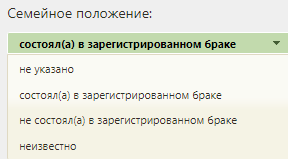 Семейное положение:
состоял(а) в зарегистрированном браке
не указано
состоял(а) в зарегистрированном браке
не состоял(а) в зарегистрированном браке
неизвестно